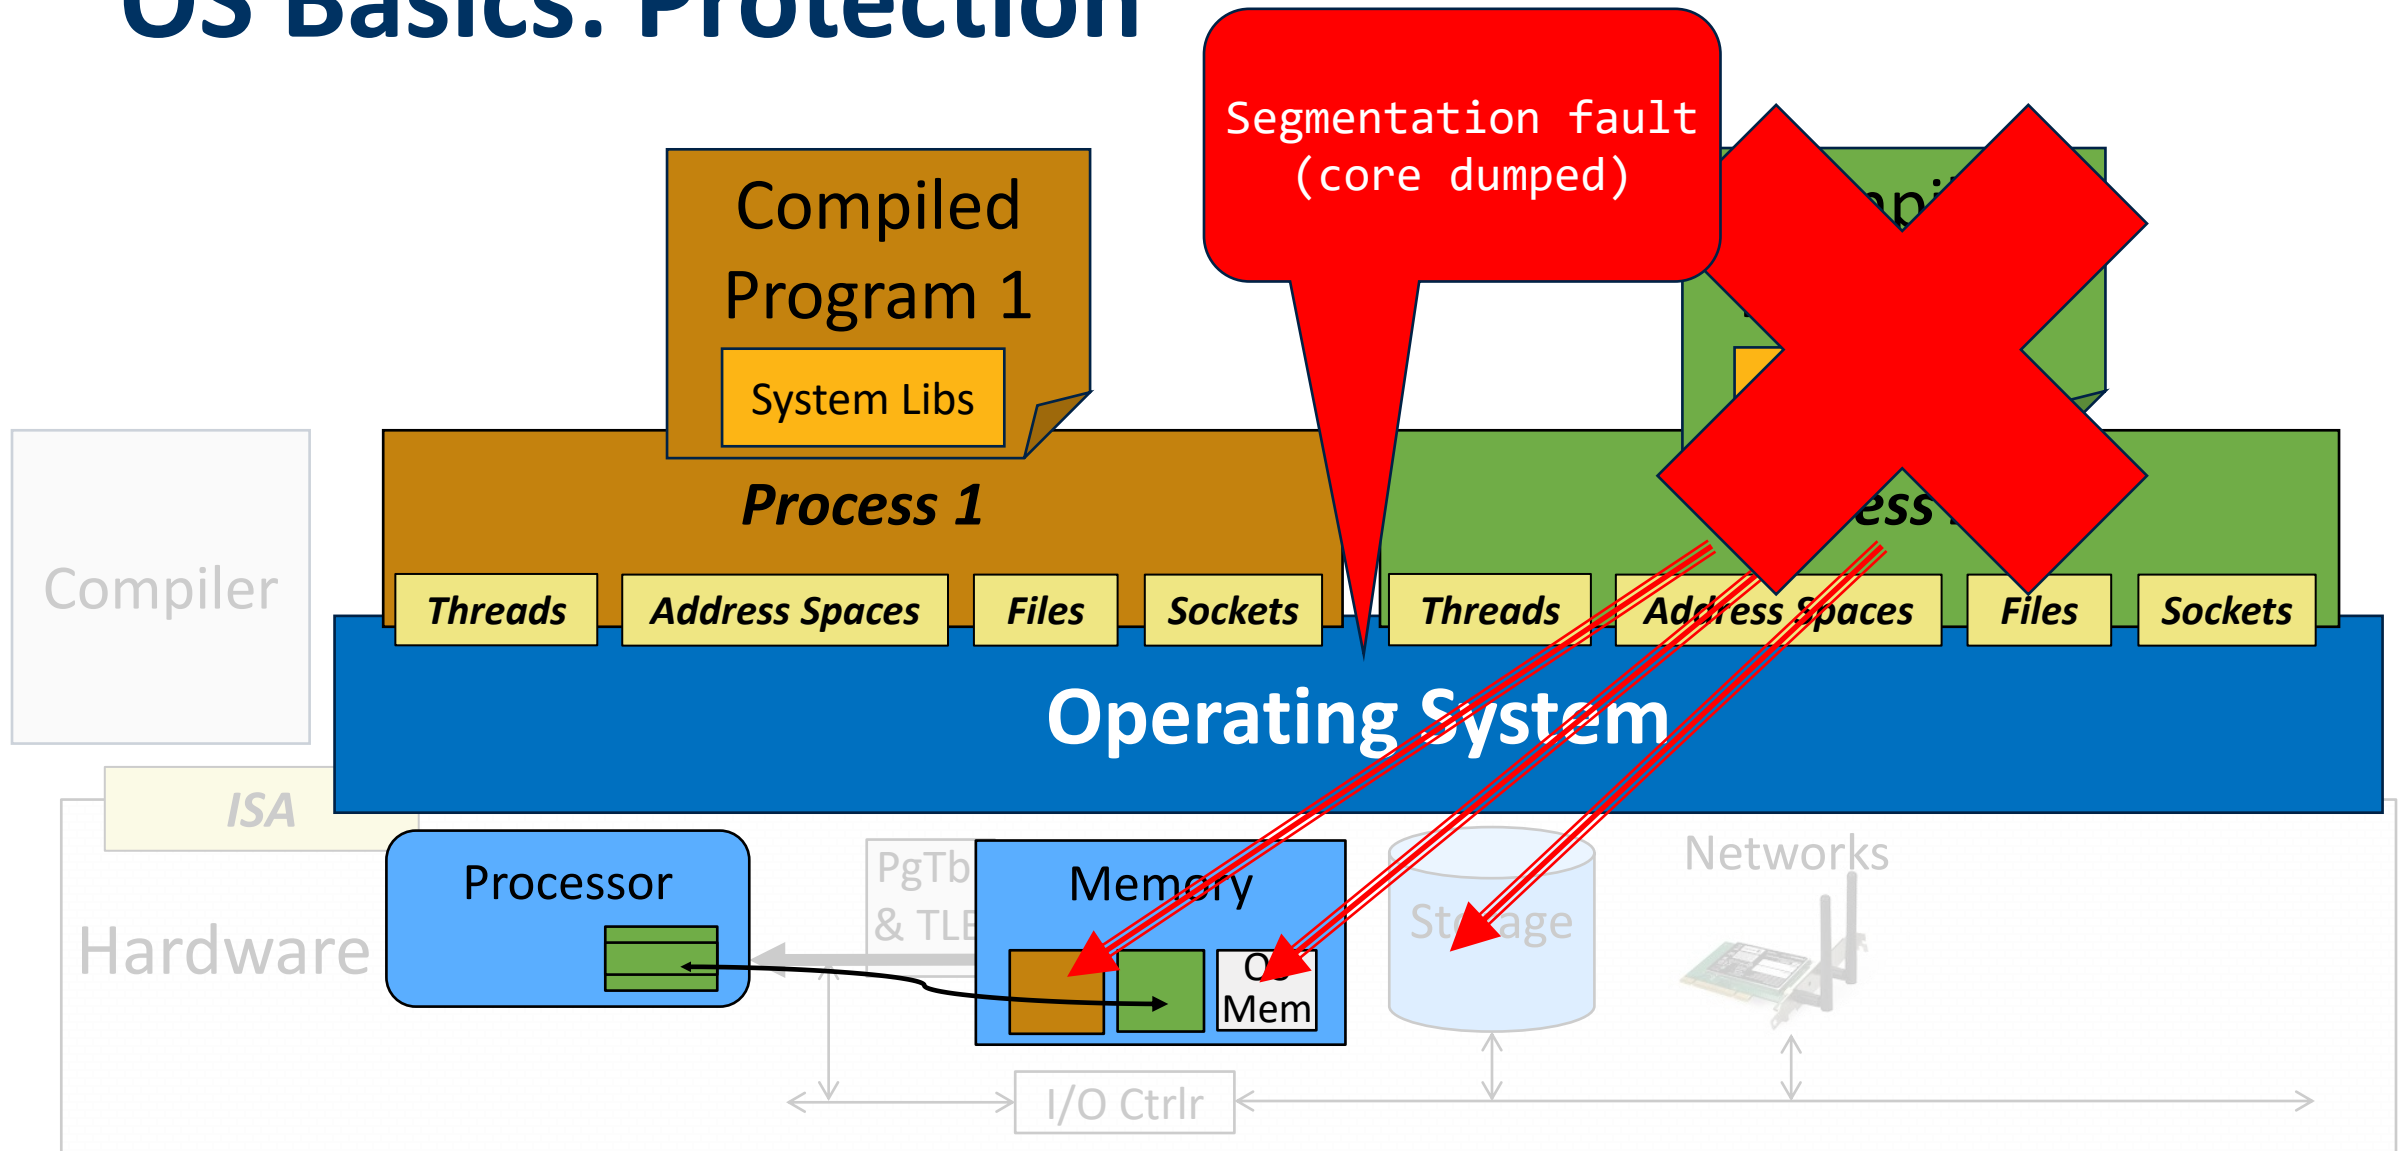 OS Basics: Protection
Segmentation fault
(core dumped)
Compiled
Program 1
System Libs
Process 1
Compiler
Threads
Address Spaces
Files
Sockets
Threads
Address Spaces
Files
Sockets
Operating System
ISA
Hardware
Processor
PgTb
& TLB
Memory
OS
Mem
Storage
Networks
I/O Ctrlr